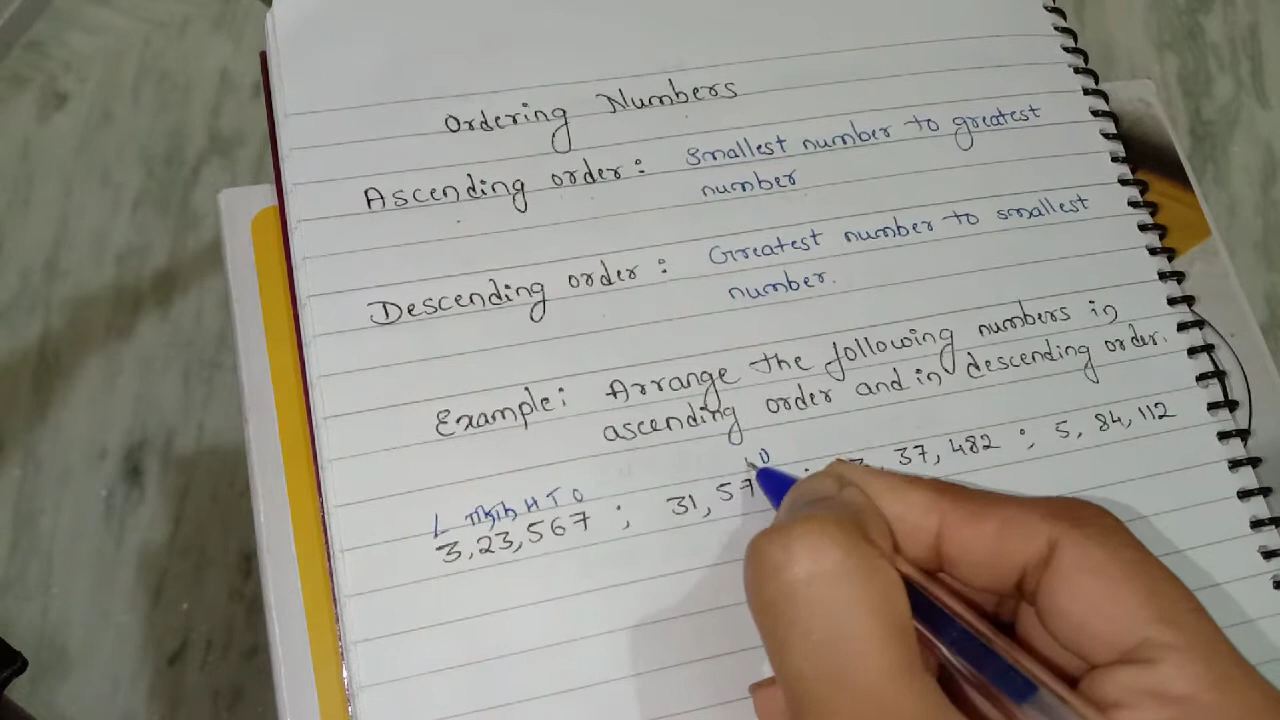 Ordering Numbers
Ascending order: Smallest number to greatest
number
Descending order: Greatest number to smallest
number.
Example: Arrange the following numbers in
ascending order and in descending order.
L TTh Th H T O
3,23,567 ; 31,57 ; 37,482 ; 5,84,112